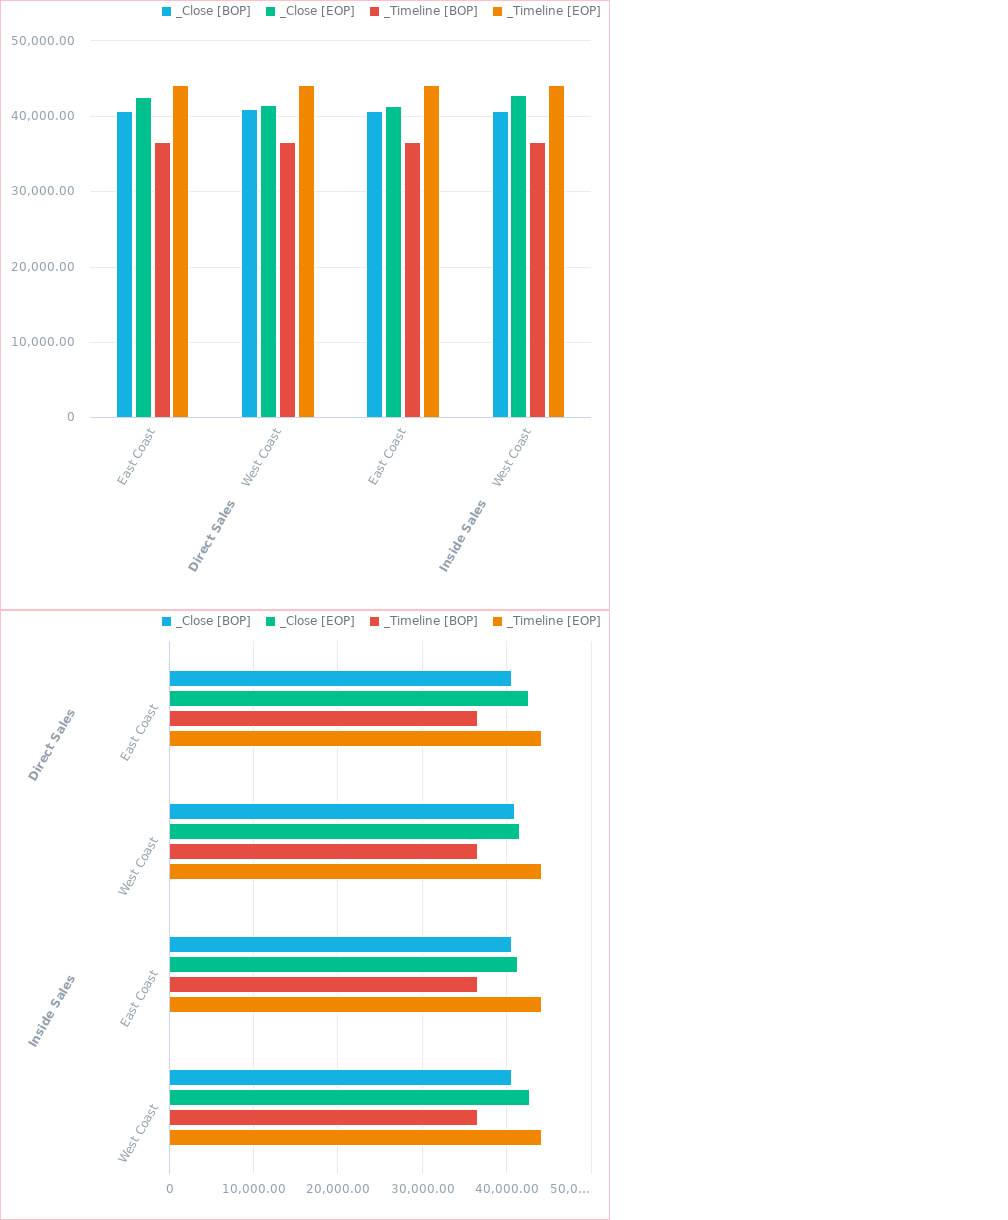 _Close [BOP] _Close [EOP] _Timeline [BOP] _Timeline [EOP]
50,000.00
40,000.00
30,000.00
20,000.00
10,000.00
0
East Coast West Coast East Coast West Coast
Direct Sales Inside Sales
_Close [BOP] _Close [EOP] _Timeline [BOP] _Timeline [EOP]
Direct Sales
East Coast
West Coast
Inside Sales
East Coast
West Coast
0 10,000.00 20,000.00 30,000.00 40,000.00 50,0...